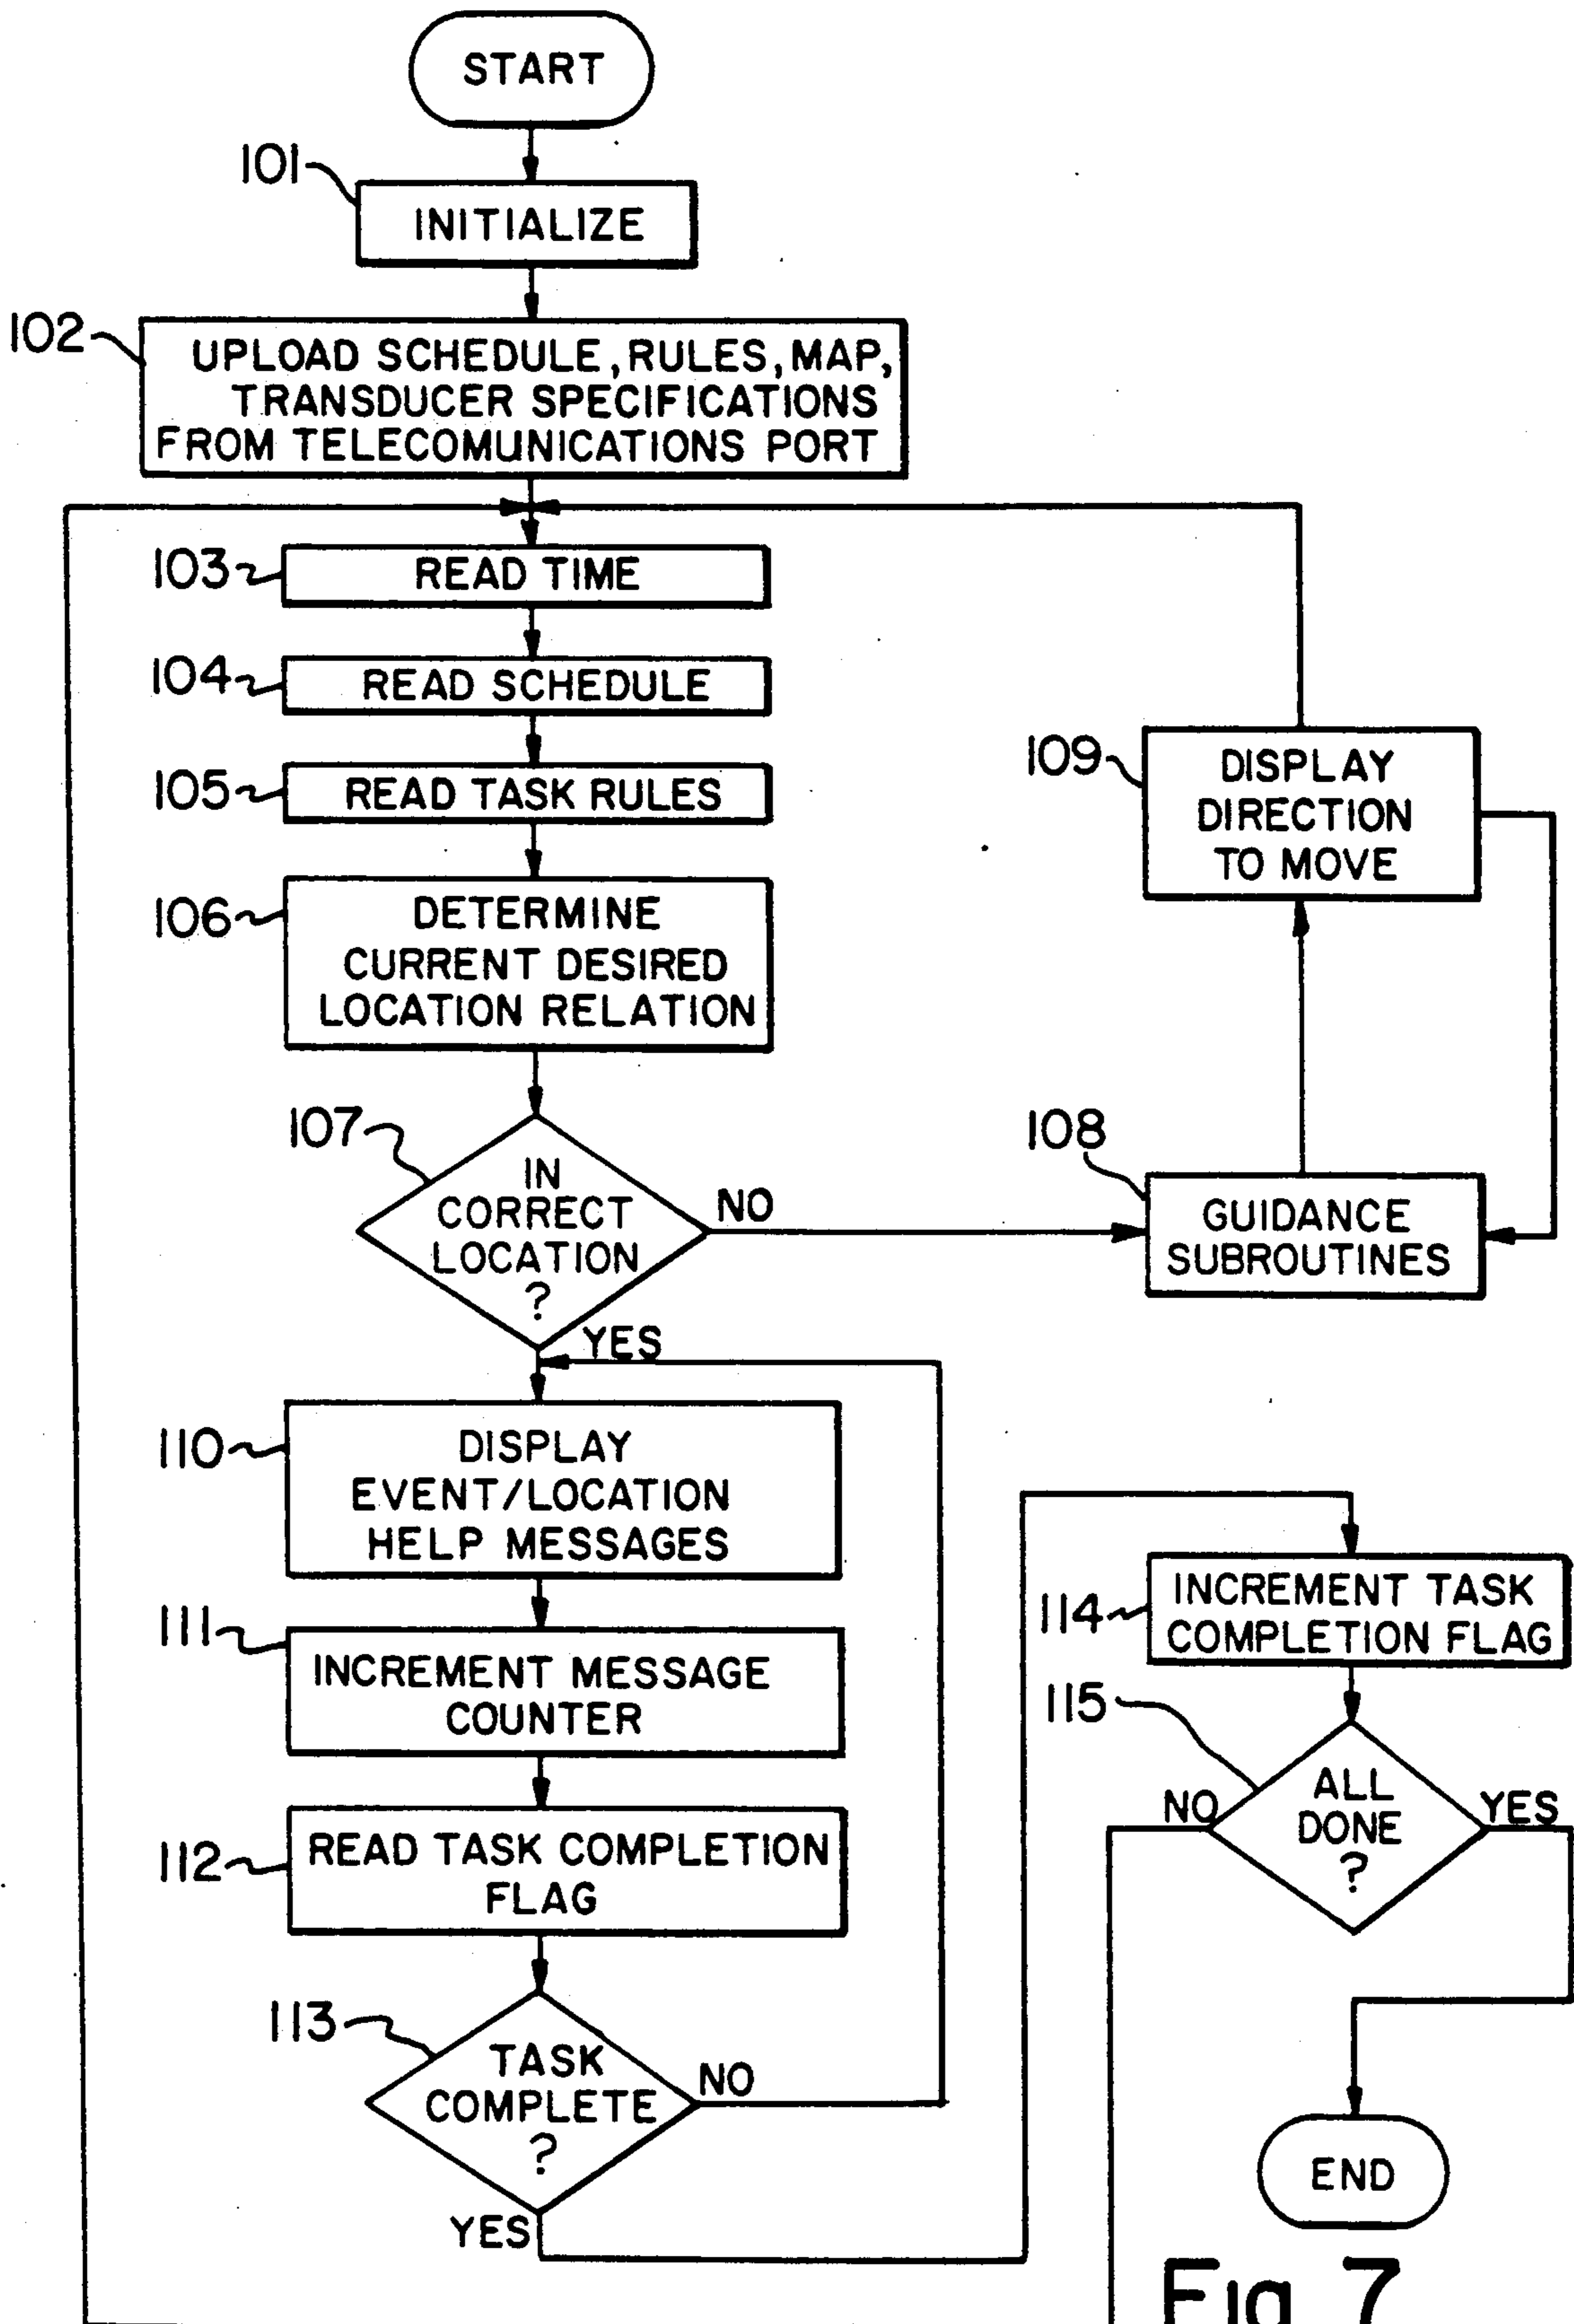 START
101
INITIALIZE
102
UPLOAD SCHEDULE, RULES, MAP,
TRANSDUCER SPECIFICATIONS
FROM TELECOMUNICATIONS PORT
103
READ TIME
104
READ SCHEDULE
105
READ TASK RULES
106
DETERMINE
CURRENT DESIRED
LOCATION RELATION
107
IN
CORRECT
LOCATION
?
NO
YES
108
GUIDANCE
SUBROUTINES
109
DISPLAY
DIRECTION
TO MOVE
110
DISPLAY
EVENT/LOCATION
HELP MESSAGES
111
INCREMENT MESSAGE
COUNTER
112
READ TASK COMPLETION
FLAG
113
TASK
COMPLETE
?
NO
YES
114
INCREMENT TASK
COMPLETION FLAG
115
ALL
DONE
?
NO
YES
END
Fig 7